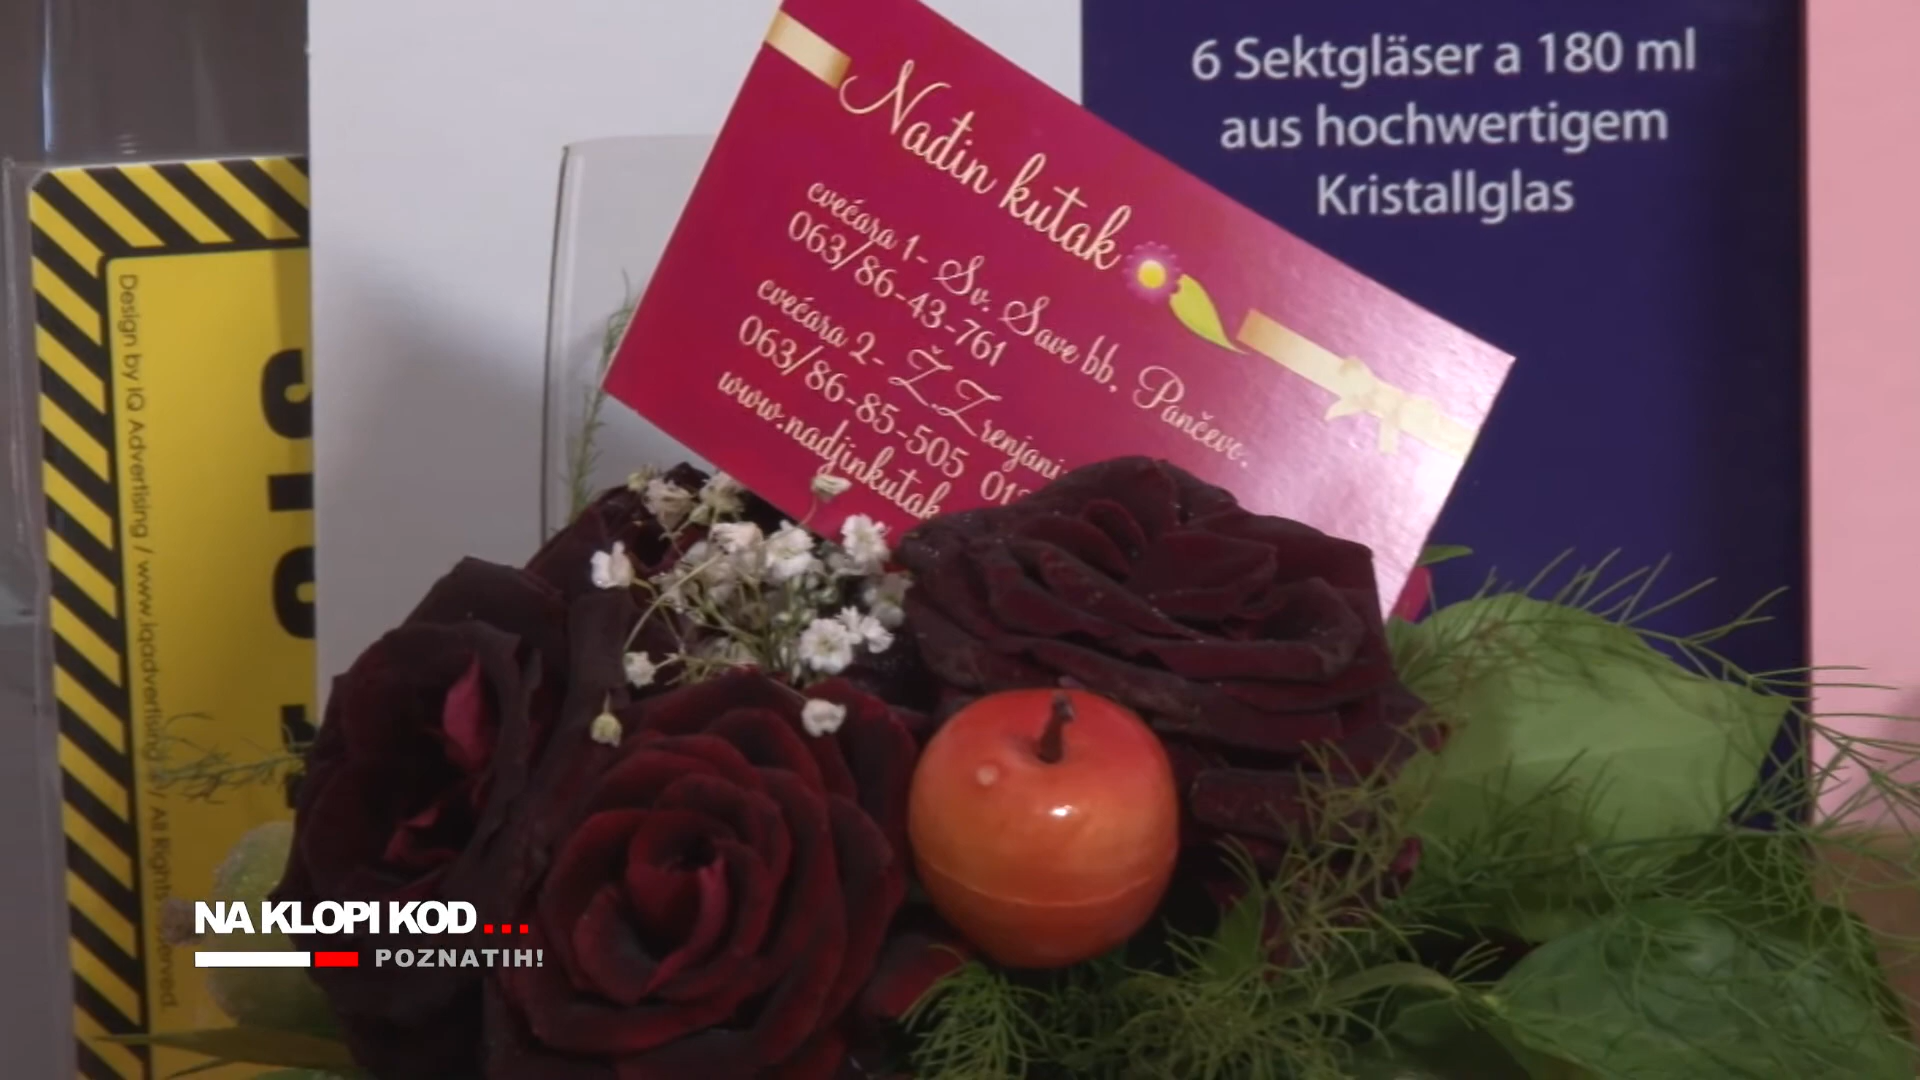 6 Sektgläser a 180 ml
aus hochwertigem
Kristallglas
Nađin kutak
cvećara 1- Sv. Save bb, Pančevo.
063/86-43-761
cvećara 2- Ž.Zrenjani
063/86-85-505 013
www.nadjinkutak
Design by IQ Advertising / www.iqadvertising
All Rights
NA KLOPI KOD...
POZNATIH!